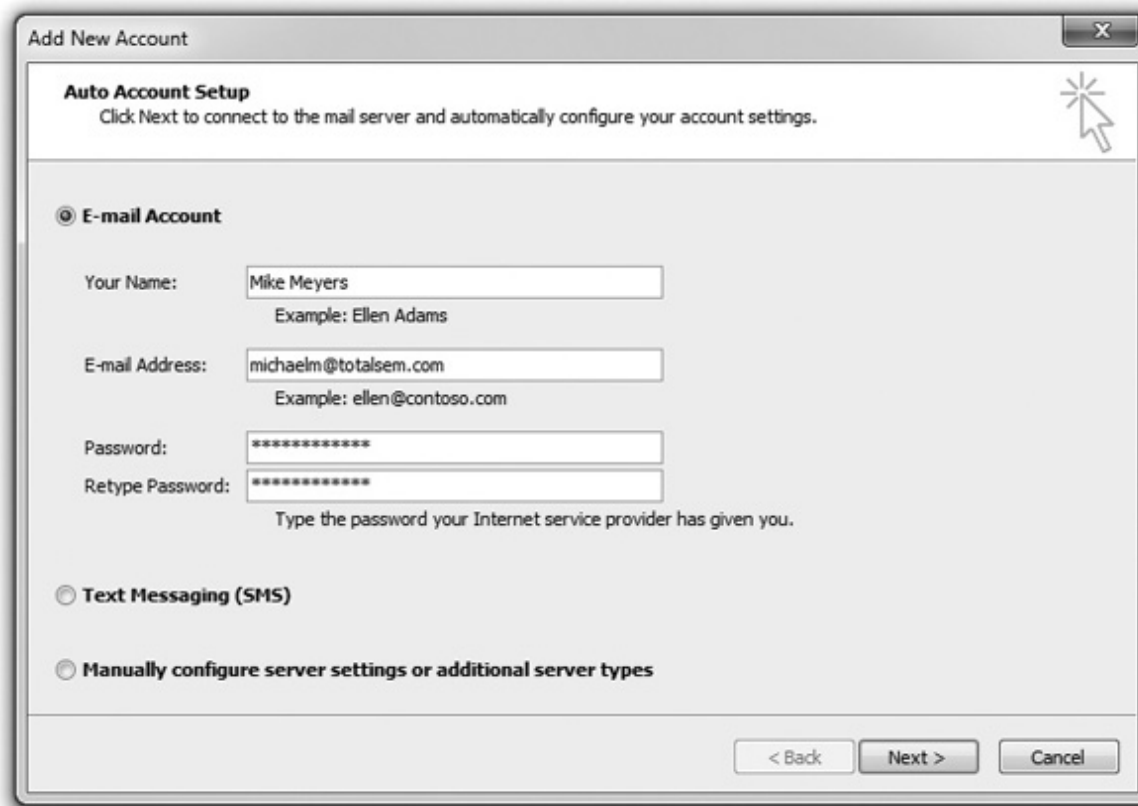 Add New Account
X
Auto Account Setup
Click Next to connect to the mail server and automatically configure your account settings.
E-mail Account
Your Name: Mike Meyers
Example: Ellen Adams
E-mail Address: michaelm@totalsem.com
Example: ellen@contoso.com
Password: ************
Retype Password: ************
Type the password your Internet service provider has given you.
Text Messaging (SMS)
Manually configure server settings or additional server types
< Back Next > Cancel